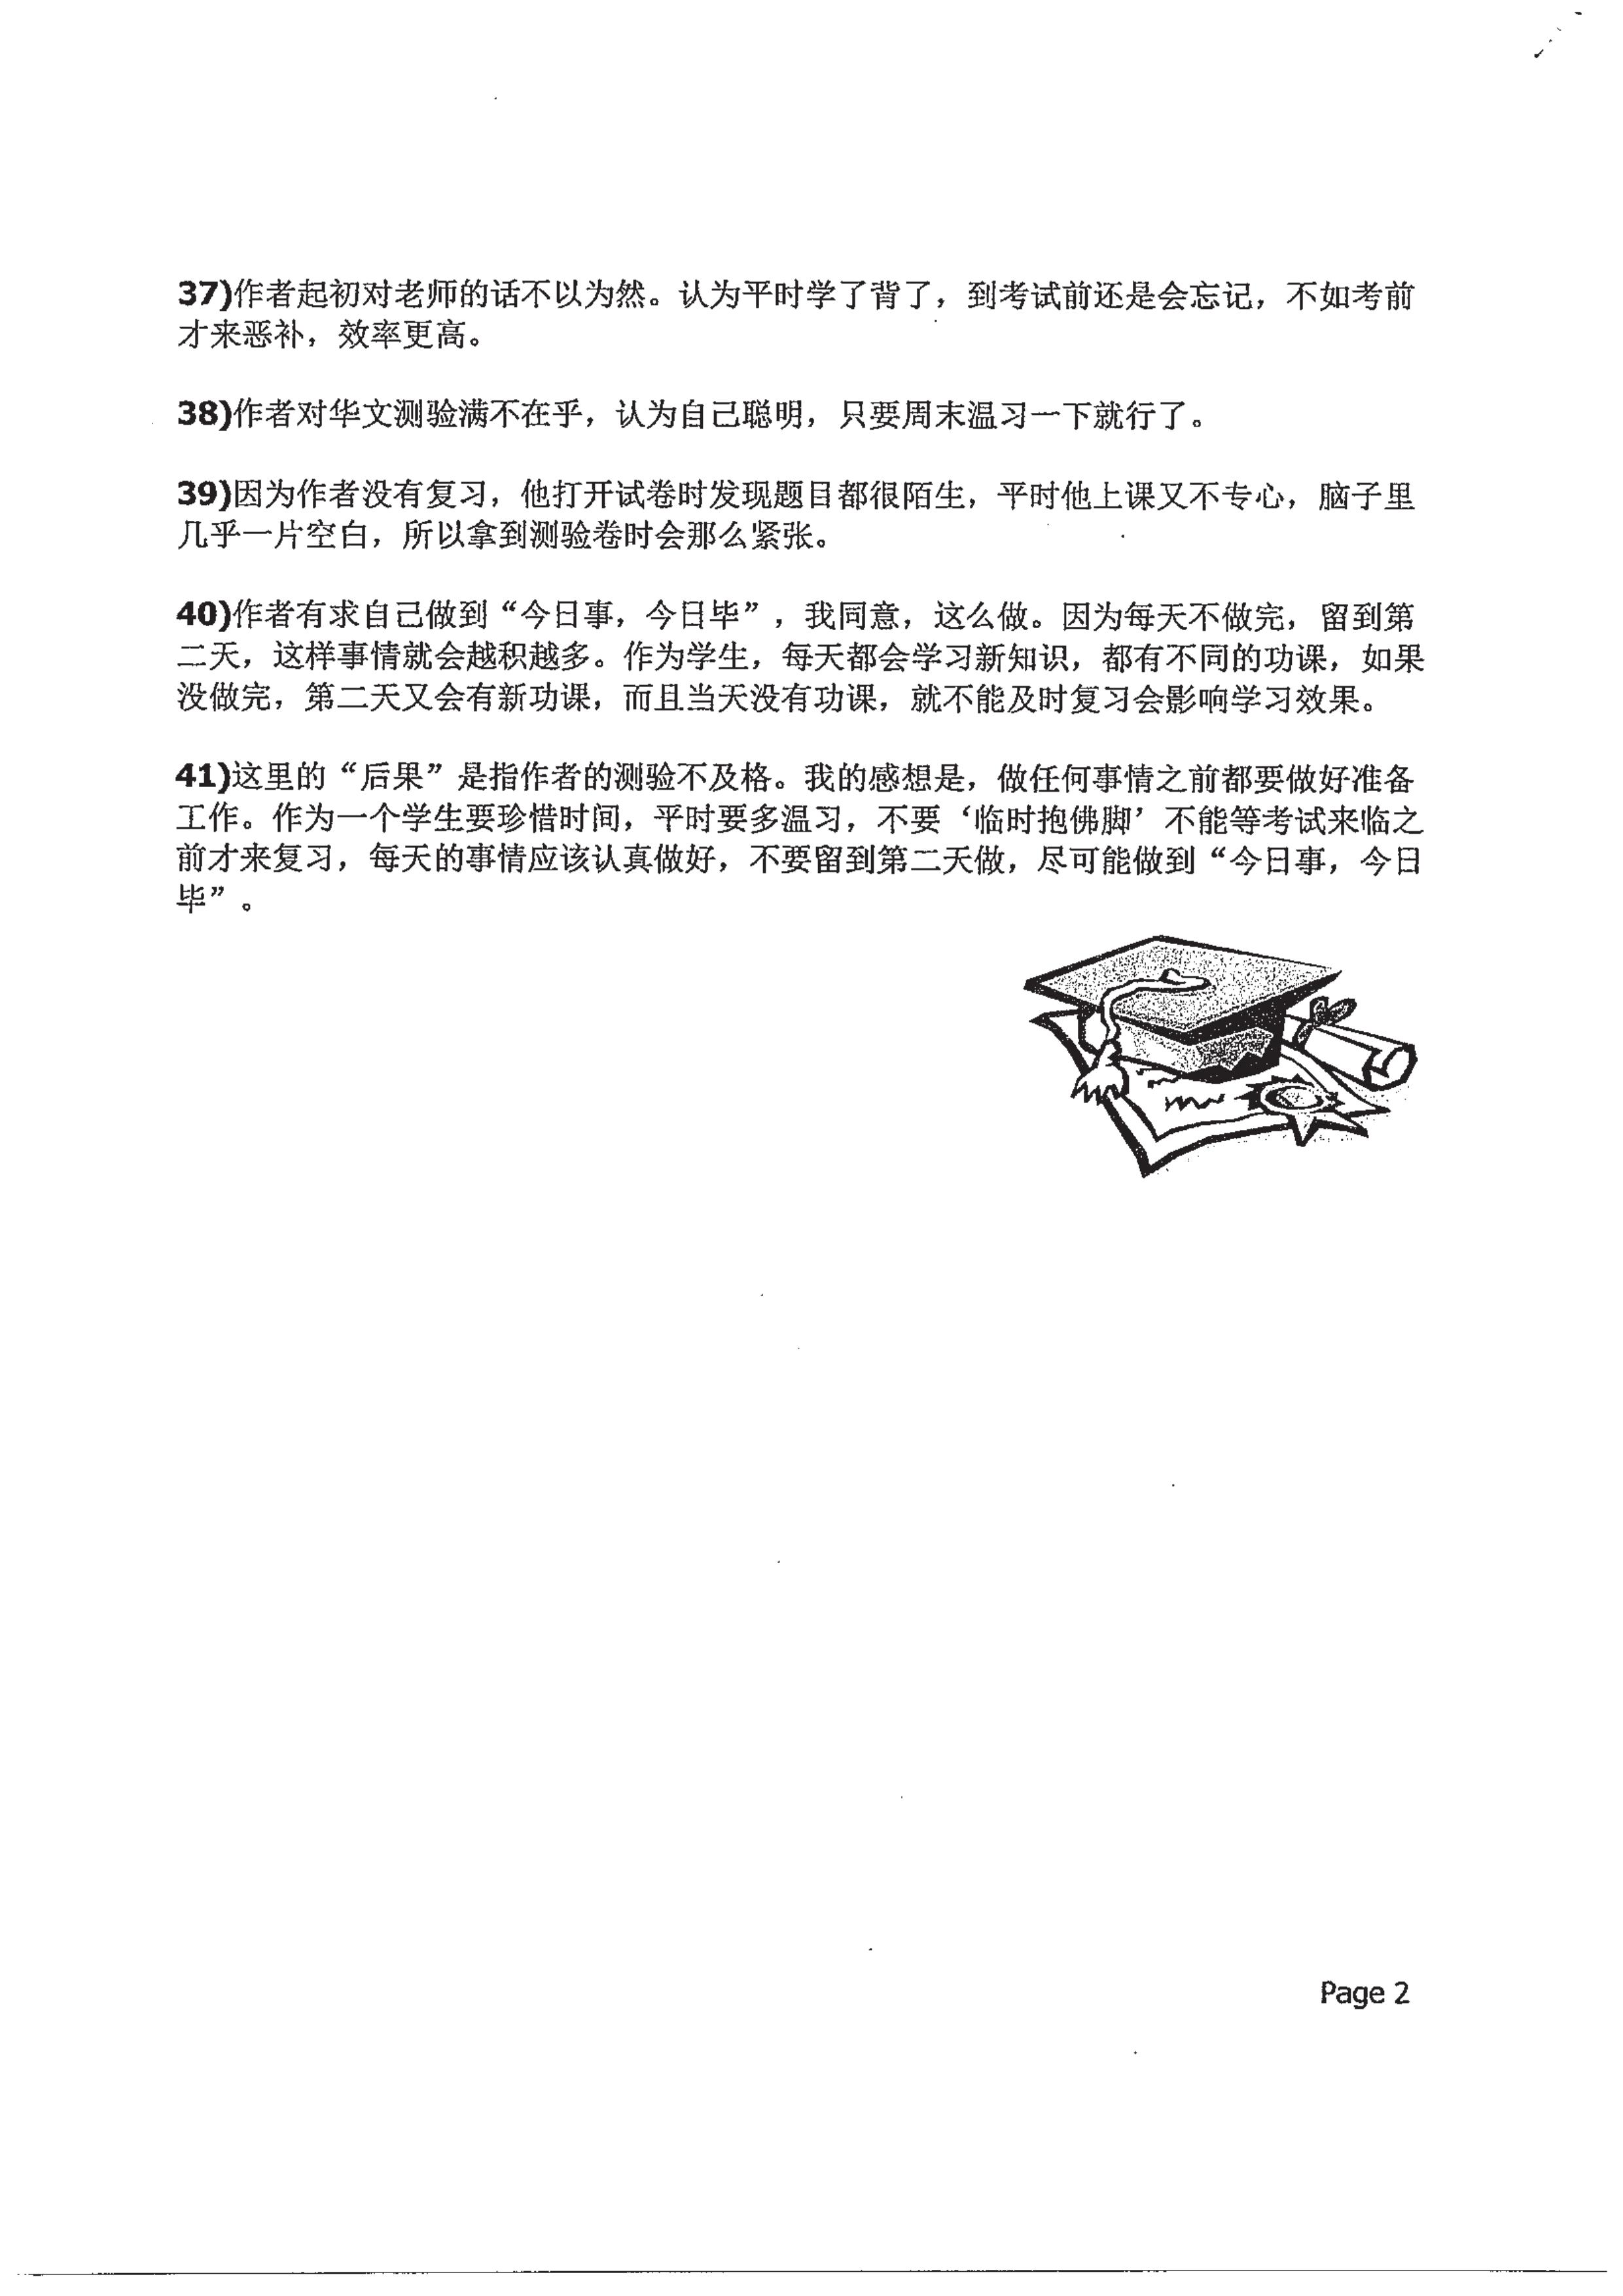 37)作者起初对老师的话不以为然。认为平时学了背了，到考试前还是会忘记，不如考前
才来恶补，效率更高。
38)作者对华文测验满不在乎，认为自己聪明，只要周末温习一下就行了。
39)因为作者没有复习，他打开试卷时发现题目都很陌生，平时他上课又不专心，脑子里
几乎一片空白，所以拿到测验卷时会那么紧张。
40)作者有求自己做到“今日事，今日毕”，我同意，这么做。因为每天不做完，留到第
二天，这样事情就会越积越多。作为学生，每天都会学习新知识，都有不同的功课，如果
没做完，第二天又会有新功课，而且当天没有功课，就不能及时复习会影响学习效果。
41)这里的“后果”是指作者的测验不及格。我的感想是，做任何事情之前都要做好准备
工作。作为一个学生要珍惜时间，平时要多温习，不要‘临时抱佛脚’不能等考试来临之
前才来复习，每天的事情应该认真做好，不要留到第二天做，尽可能做到“今日事，今日
毕”。
Page 2